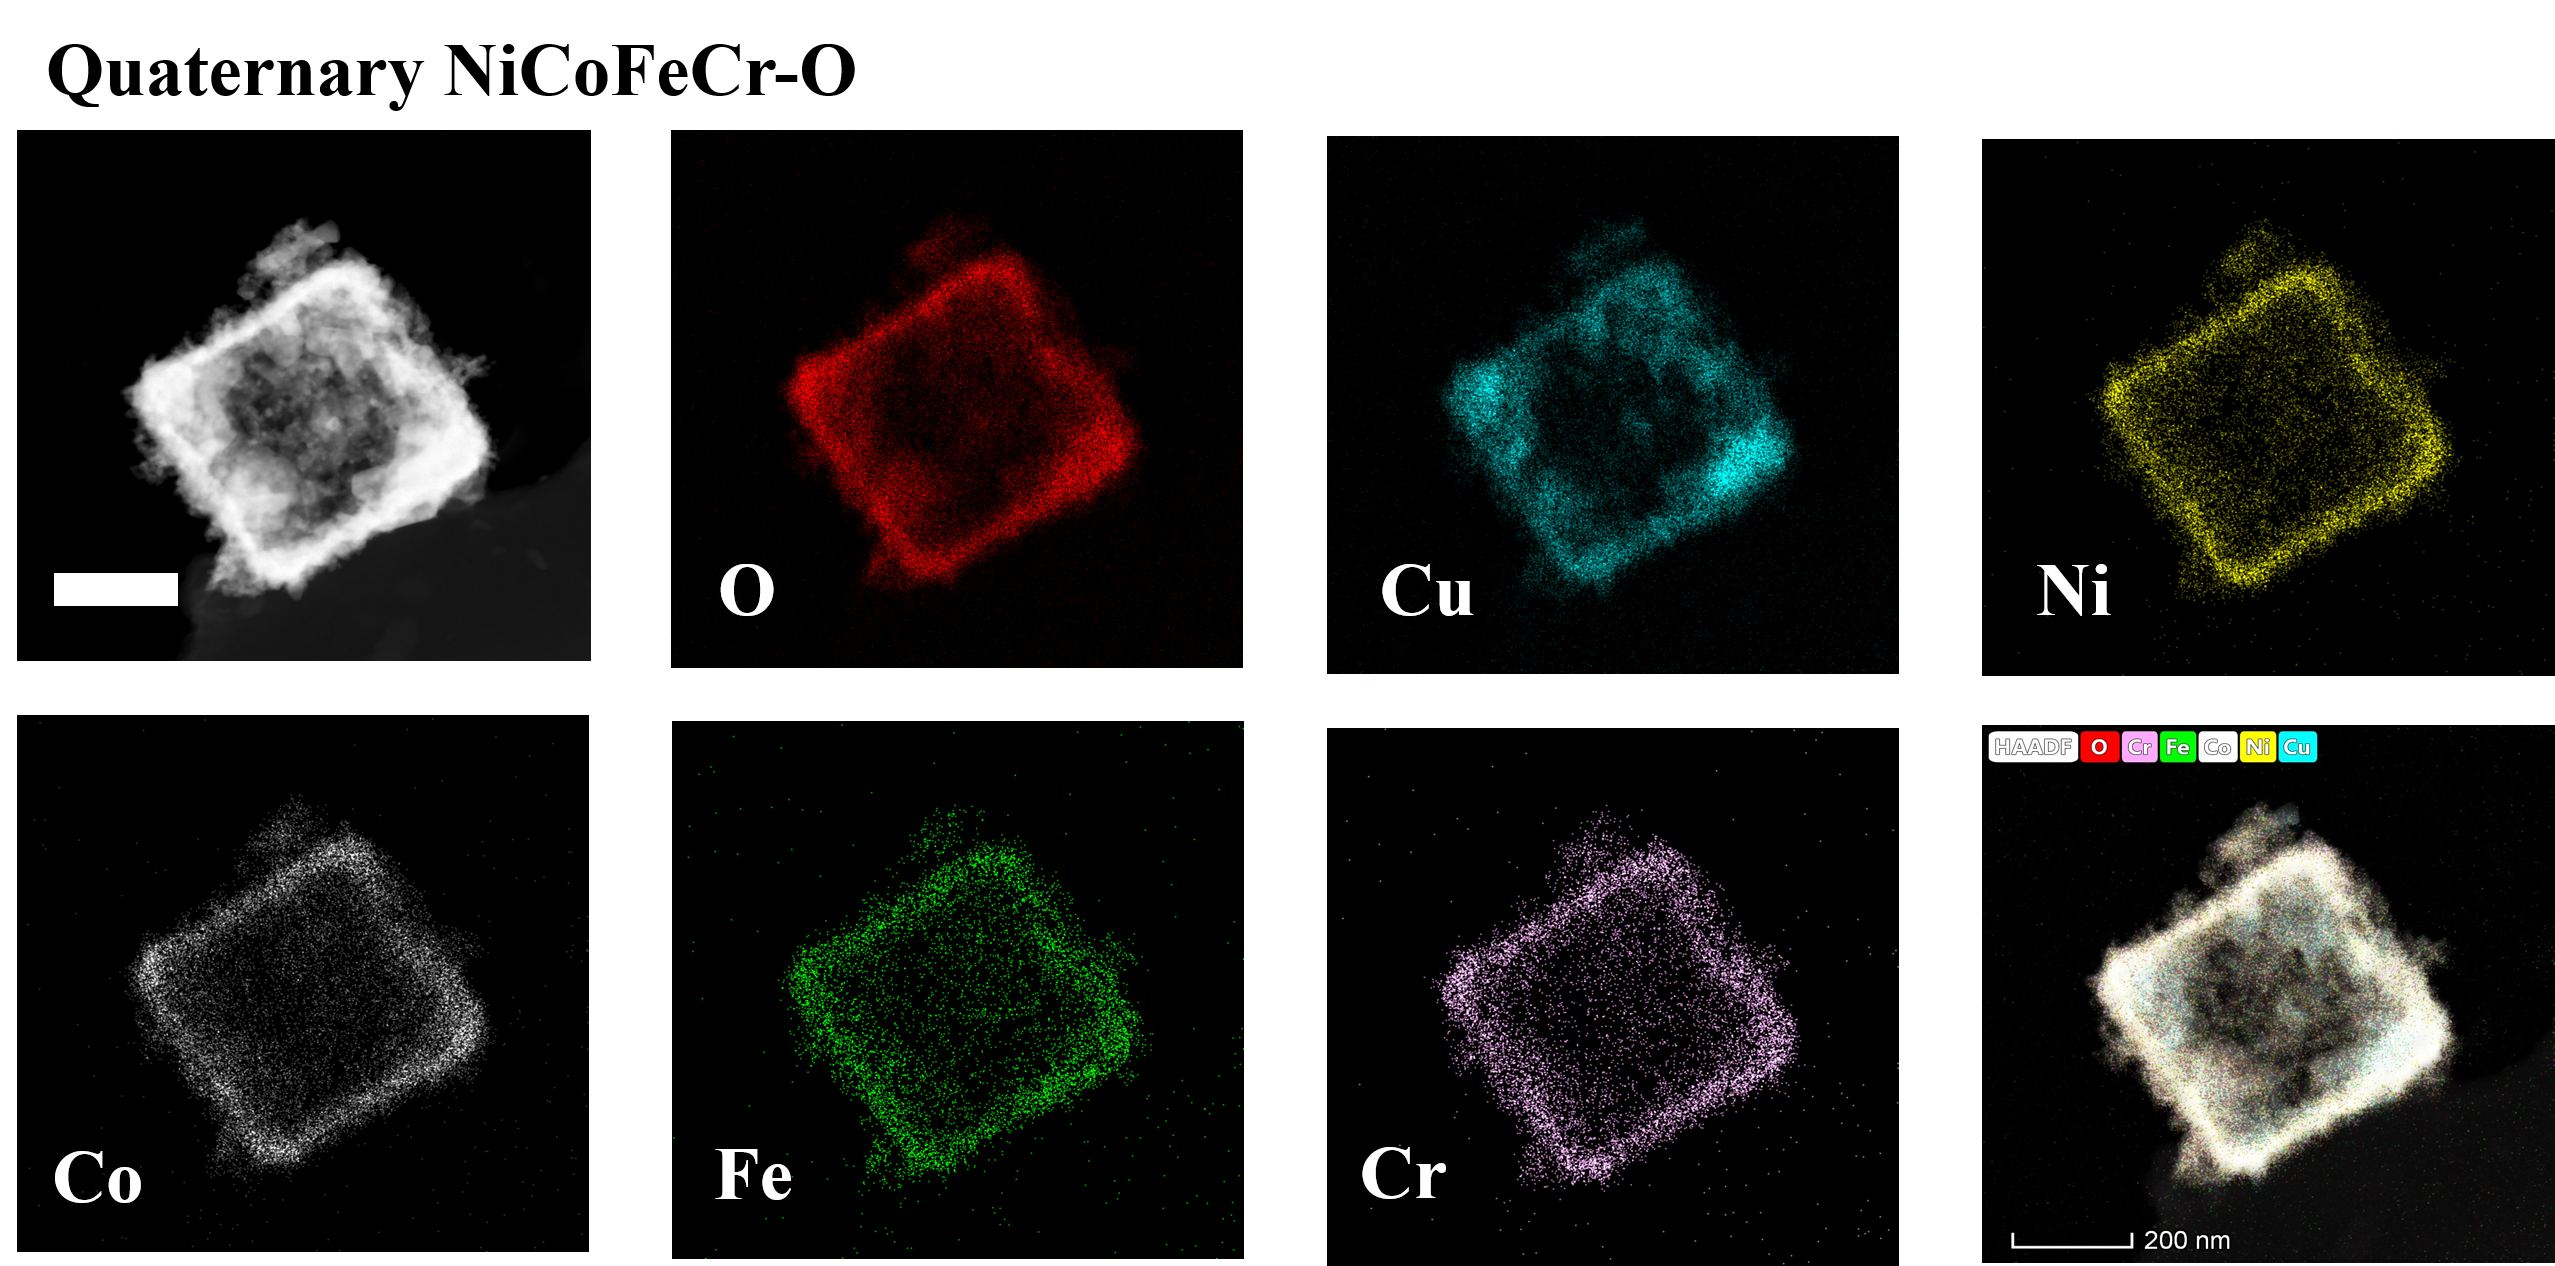 Quaternary NiCoFeCr-O
O
Cu
Ni
Co
Fe
Cr
HAADF O Cr Fe Co Ni Cu
200 nm